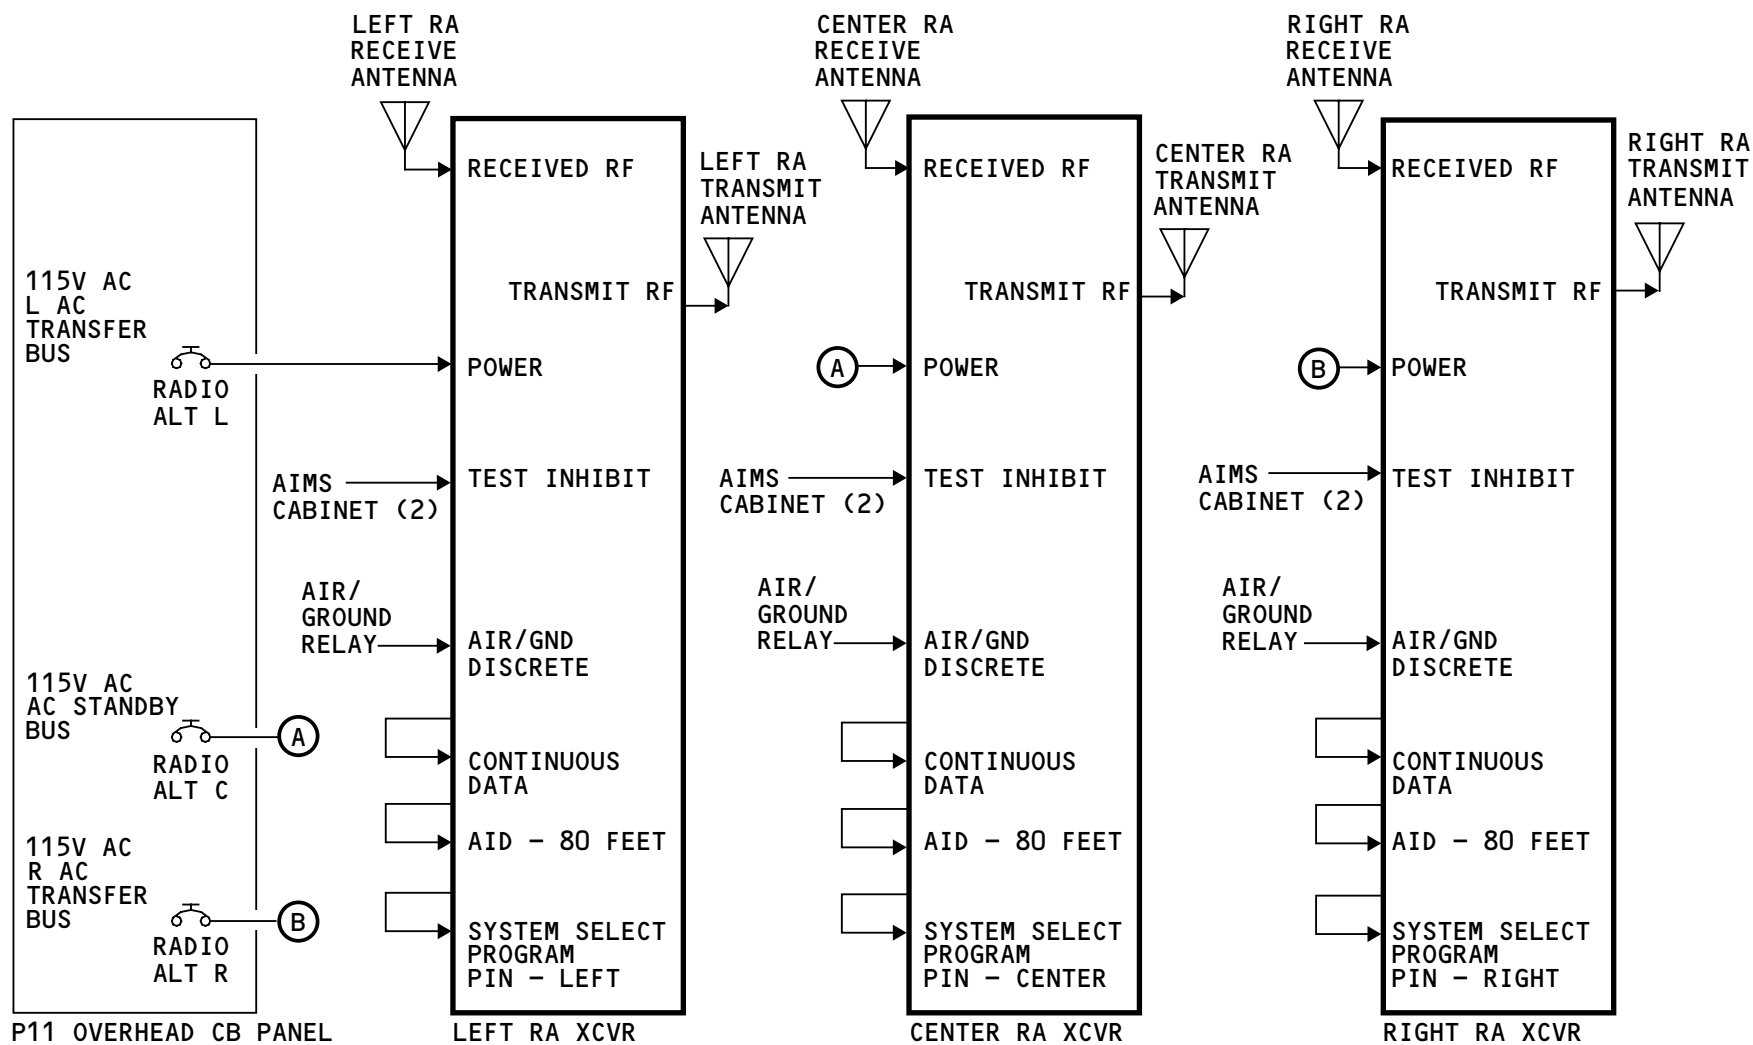 LEFT RA
RECEIVE
ANTENNA
CENTER RA
RECEIVE
ANTENNA
RIGHT RA
RECEIVE
ANTENNA
115V AC
L AC
TRANSFER
BUS
RADIO
ALT L
115V AC
AC STANDBY
BUS
RADIO
ALT C
A
115V AC
R AC
TRANSFER
BUS
RADIO
ALT R
B
P11 OVERHEAD CB PANEL
AIMS
CABINET (2)
AIR/
GROUND
RELAY
RECEIVED RF
TRANSMIT RF
POWER
TEST INHIBIT
AIR/GND
DISCRETE
CONTINUOUS
DATA
AID – 80 FEET
SYSTEM SELECT
PROGRAM
PIN – LEFT
LEFT RA XCVR
LEFT RA
TRANSMIT
ANTENNA
A
AIMS
CABINET (2)
AIR/
GROUND
RELAY
RECEIVED RF
TRANSMIT RF
POWER
TEST INHIBIT
AIR/GND
DISCRETE
CONTINUOUS
DATA
AID – 80 FEET
SYSTEM SELECT
PROGRAM
PIN – CENTER
CENTER RA XCVR
CENTER RA
TRANSMIT
ANTENNA
B
AIMS
CABINET (2)
AIR/
GROUND
RELAY
RECEIVED RF
TRANSMIT RF
POWER
TEST INHIBIT
AIR/GND
DISCRETE
CONTINUOUS
DATA
AID – 80 FEET
SYSTEM SELECT
PROGRAM
PIN – RIGHT
RIGHT RA XCVR
RIGHT RA
TRANSMIT
ANTENNA